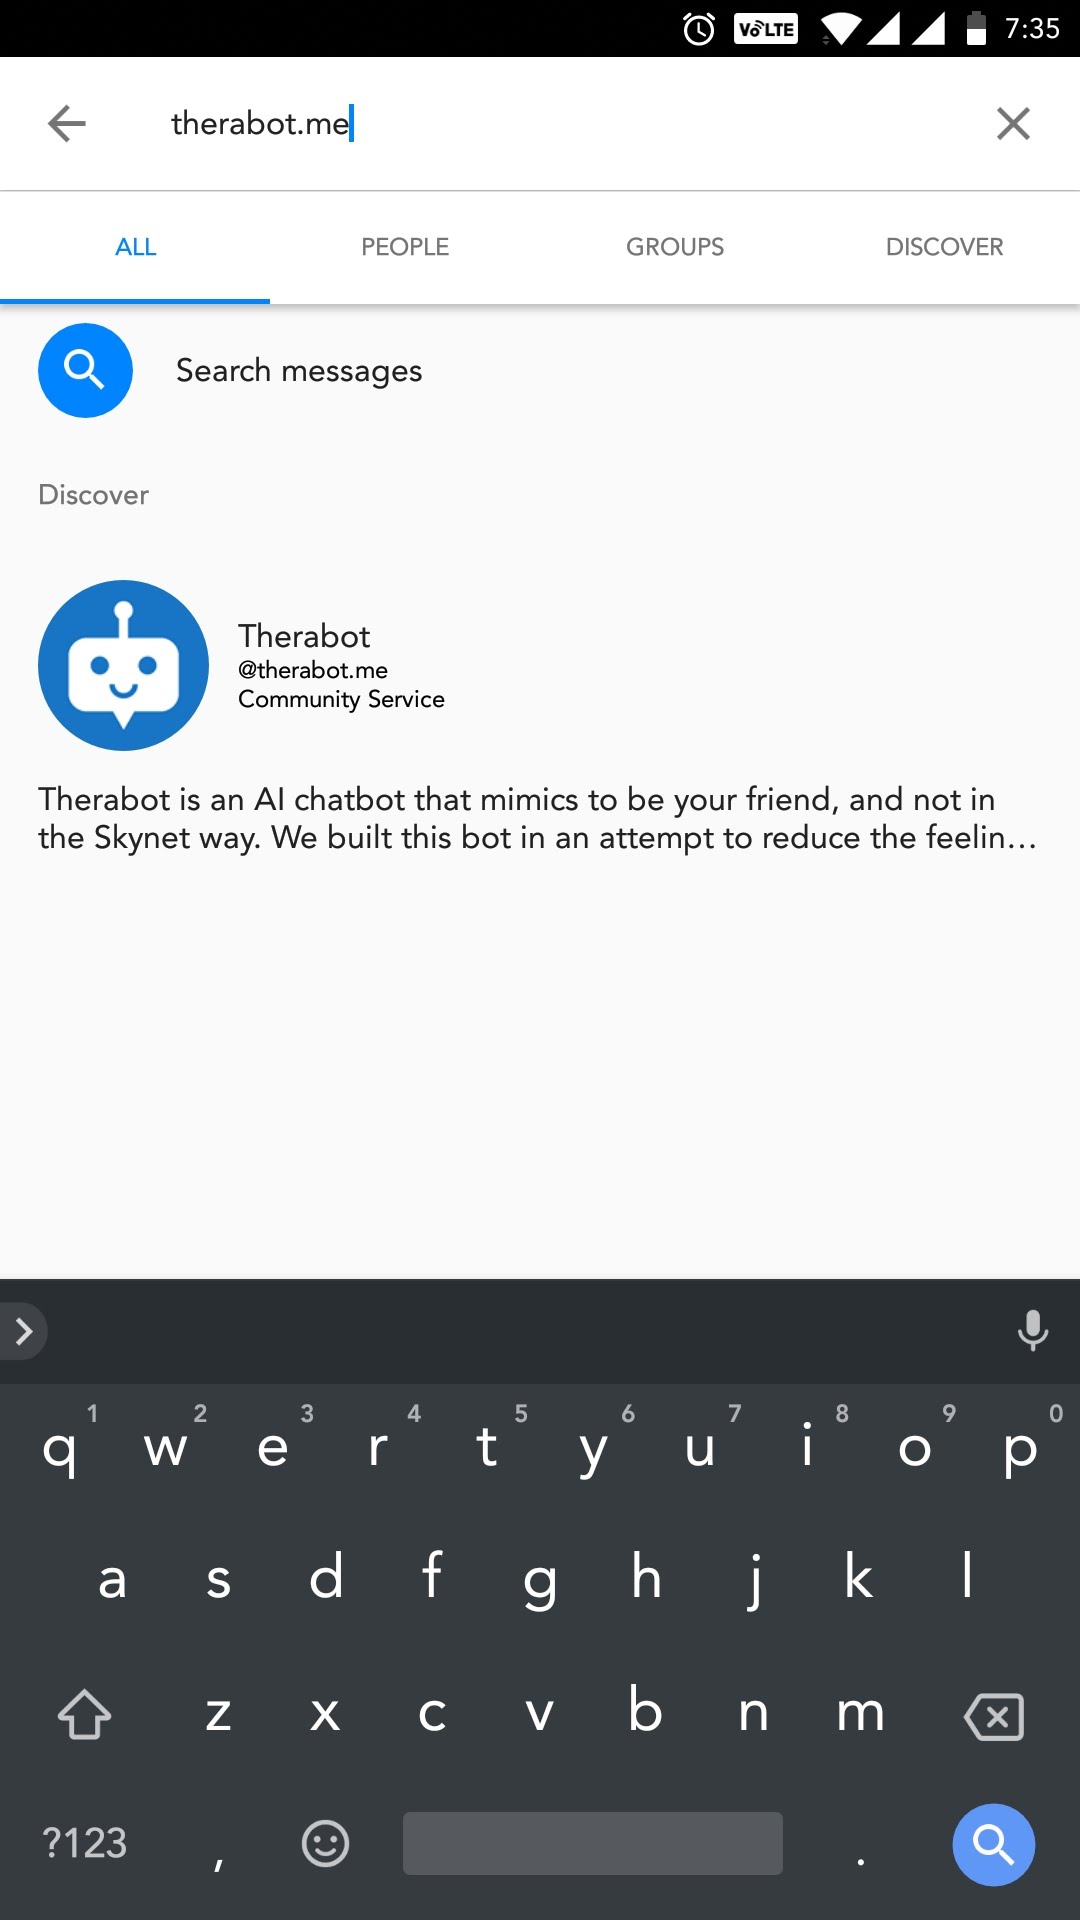 VoLTE 7:35
therabot.me
ALL PEOPLE GROUPS DISCOVER
Search messages
Discover
Therabot
@therabot.me
Community Service
Therabot is an AI chatbot that mimics to be your friend, and not in
the Skynet way. We built this bot in an attempt to reduce the feelin...
1 2 3 4 5 6 7 8 9 0
q w e r t y u i o p
a s d f g h j k l
z x c v b n m
?123 , .